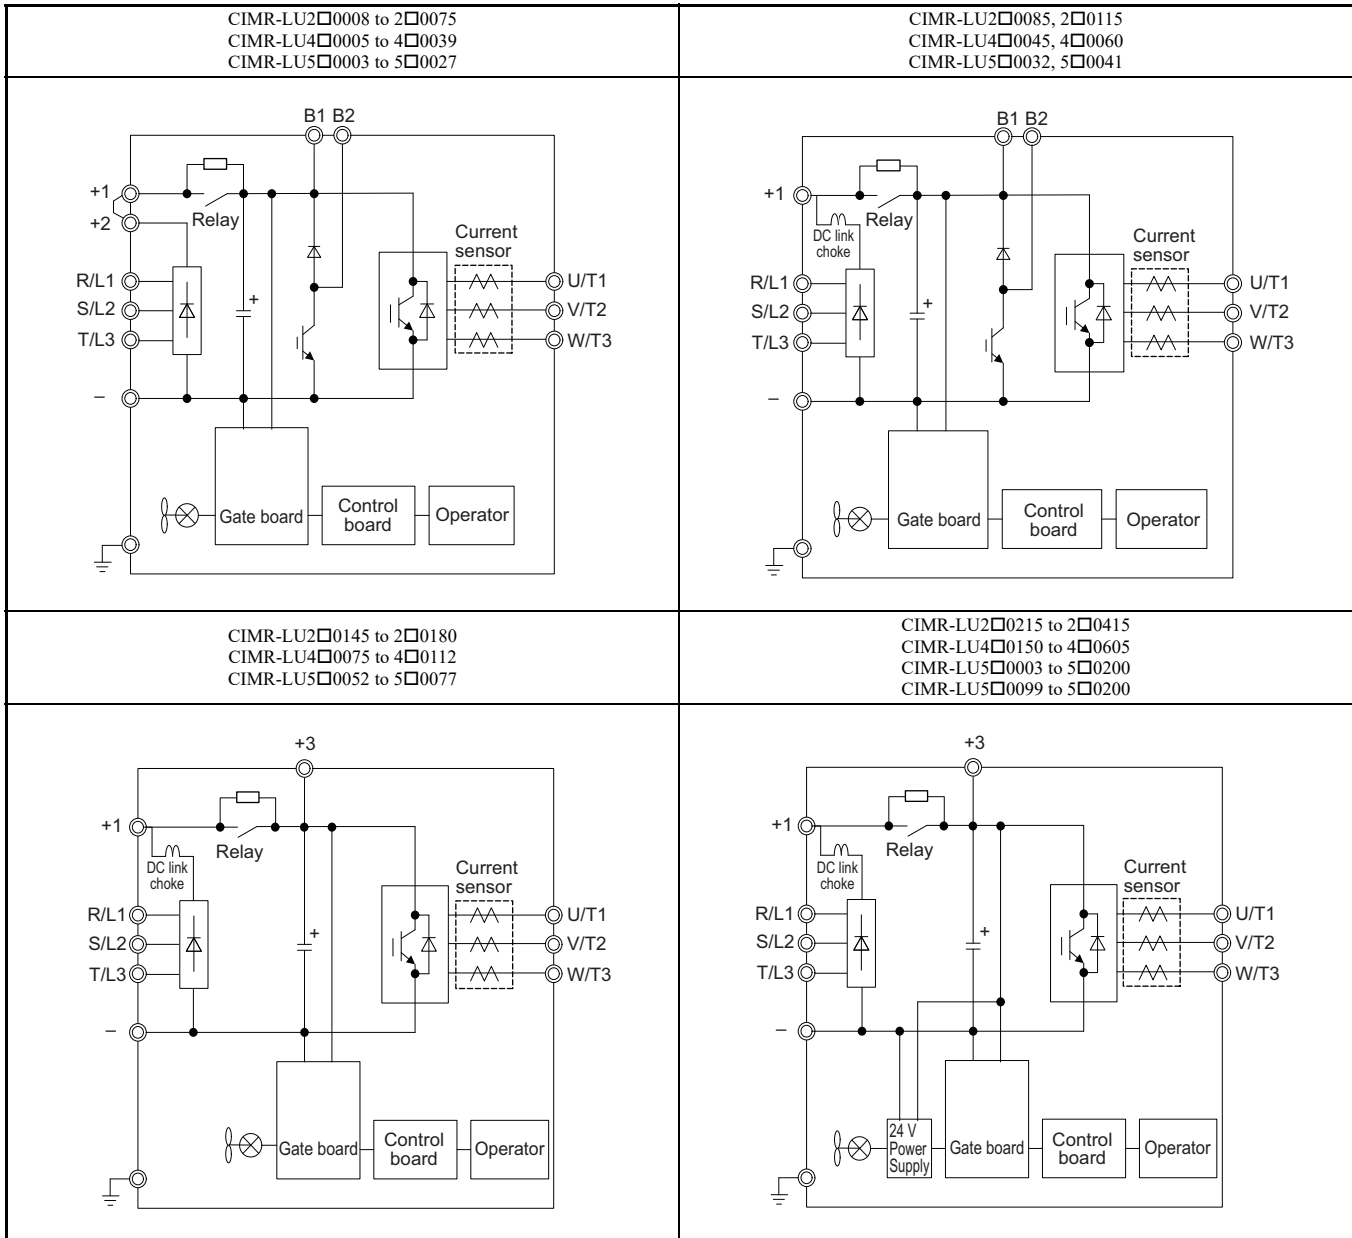 CIMR-LU2□0008 to 2□0075
CIMR-LU4□0005 to 4□0039
CIMR-LU5□0003 to 5□0027
CIMR-LU2□0085, 2□0115
CIMR-LU4□0045, 4□0060
CIMR-LU5□0032, 5□0041
B1 B2
+1
+2
Relay
Current
sensor
R/L1
S/L2
T/L3
+
U/T1
V/T2
W/T3
–
Gate board
Control
board
Operator
B1 B2
+1
Relay
DC link
choke
Current
sensor
R/L1
S/L2
T/L3
+
U/T1
V/T2
W/T3
–
Gate board
Control
board
Operator
CIMR-LU2□0145 to 2□0180
CIMR-LU4□0075 to 4□0112
CIMR-LU5□0052 to 5□0077
CIMR-LU2□0215 to 2□0415
CIMR-LU4□0150 to 4□0605
CIMR-LU5□0003 to 5□0200
CIMR-LU5□0099 to 5□0200
+3
+1
Relay
DC link
choke
Current
sensor
R/L1
S/L2
T/L3
+
U/T1
V/T2
W/T3
–
Gate board
Control
board
Operator
+3
+1
Relay
DC link
choke
Current
sensor
R/L1
S/L2
T/L3
+
U/T1
V/T2
W/T3
–
24 V
Power
Supply
Gate board
Control
board
Operator